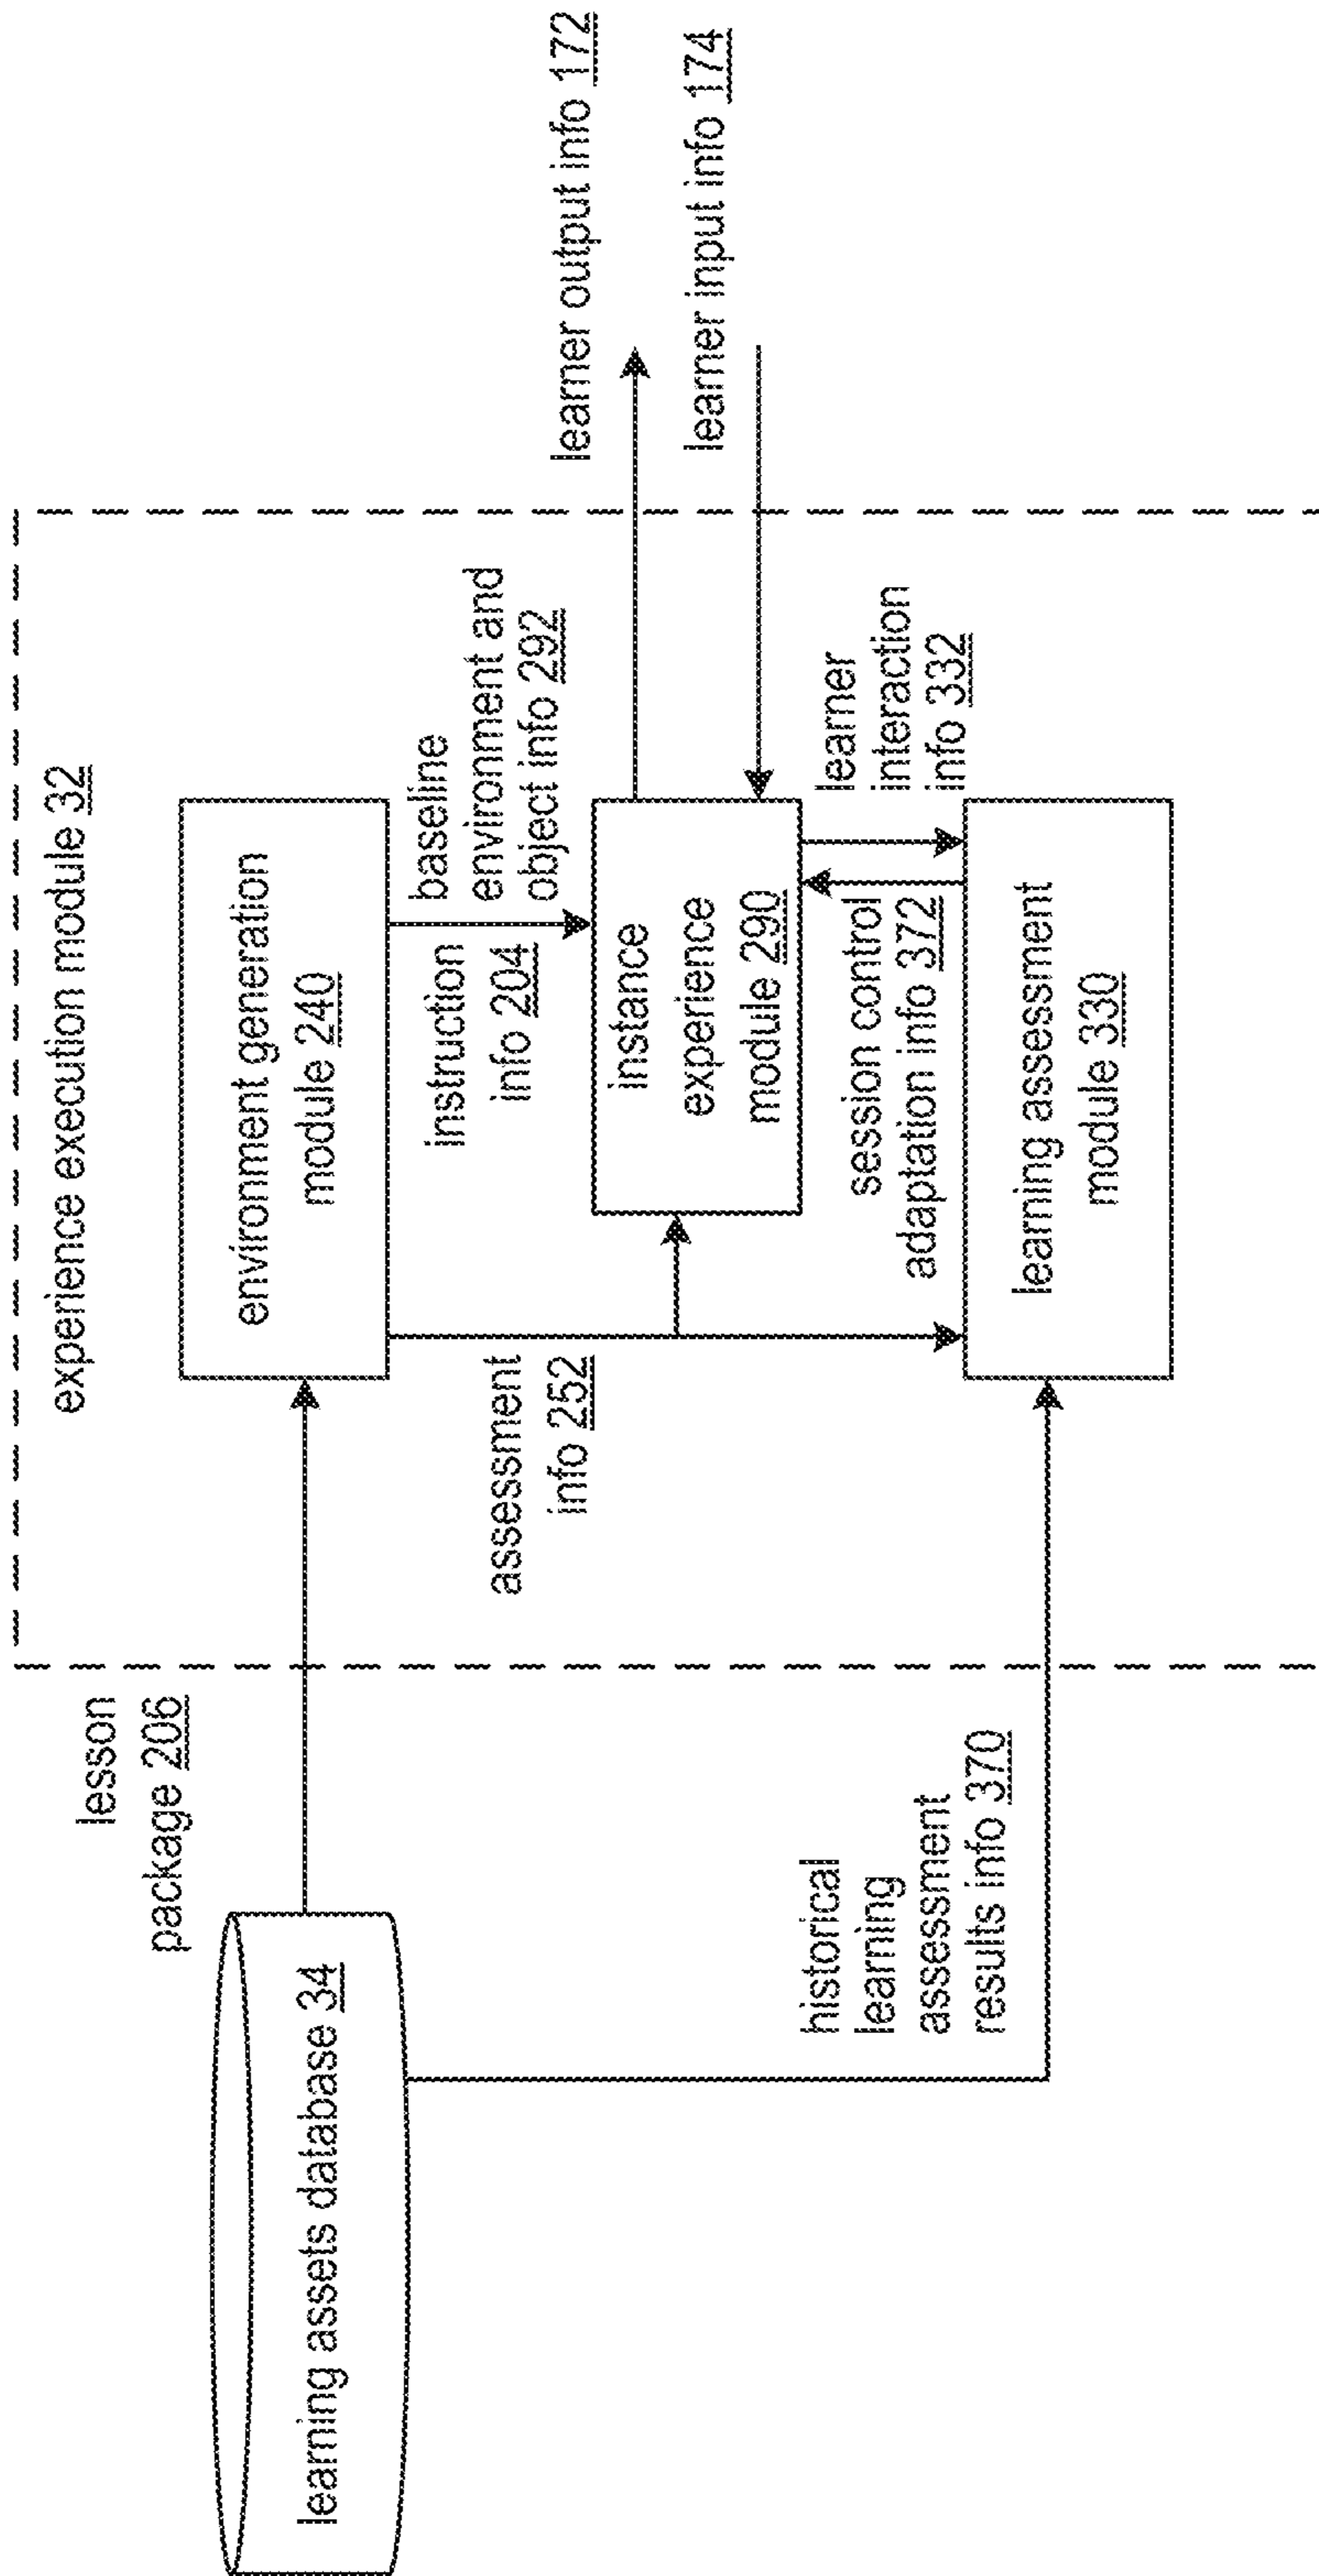 experience execution module 32
lesson
package 206
learning assets database 34
environment generation
module 240
assessment
info 252
instruction
info 204
baseline
environment and
object info 292
learner output info 172
learner input info 174
instance
experience
module 290
session control
adaptation info 372
learner
interaction
info 332
historical
learning
assessment
results info 370
learning assessment
module 330